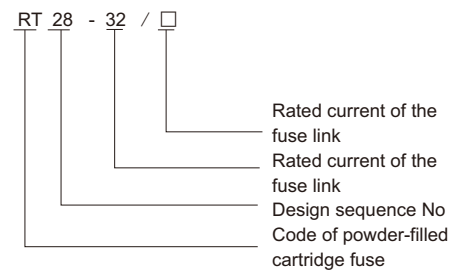 RT 28 - 32 / □
Rated current of the
fuse link
Rated current of the
fuse link
Design sequence No
Code of powder-filled
cartridge fuse